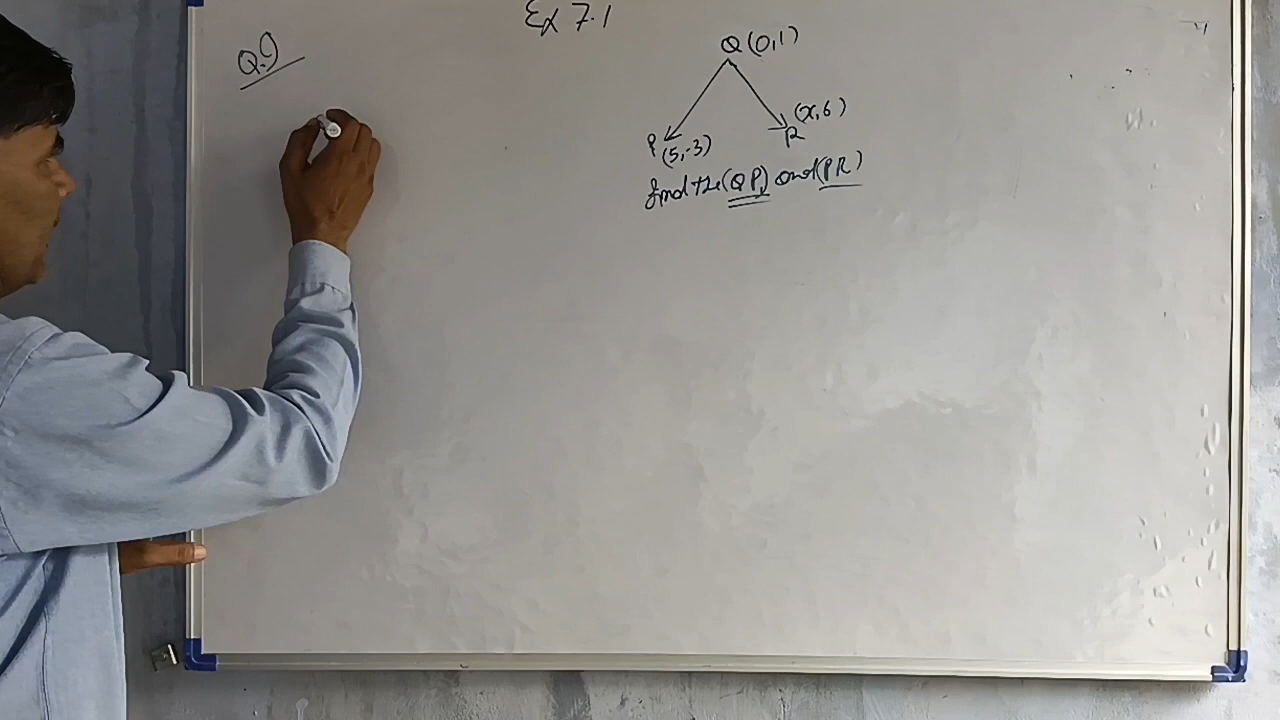 Ex 7.1
Q.9
Q(0,1)
(x,6)
R
P
(5,-3)
find the (QP) and (PR)